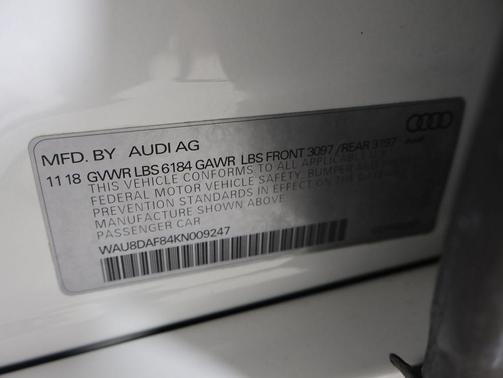 MFD. BY AUDI AG
11 18 GVWR LBS 6184 GAWR LBS FRONT 3097 / REAR 3197
THIS VEHICLE CONFORMS TO ALL APPLICABLE U.S.
FEDERAL MOTOR VEHICLE SAFETY, BUMPER AND THEFT
PREVENTION STANDARDS IN EFFECT ON THE DATE OF
MANUFACTURE SHOWN ABOVE.
PASSENGER CAR
WAU8DAF84KN009247